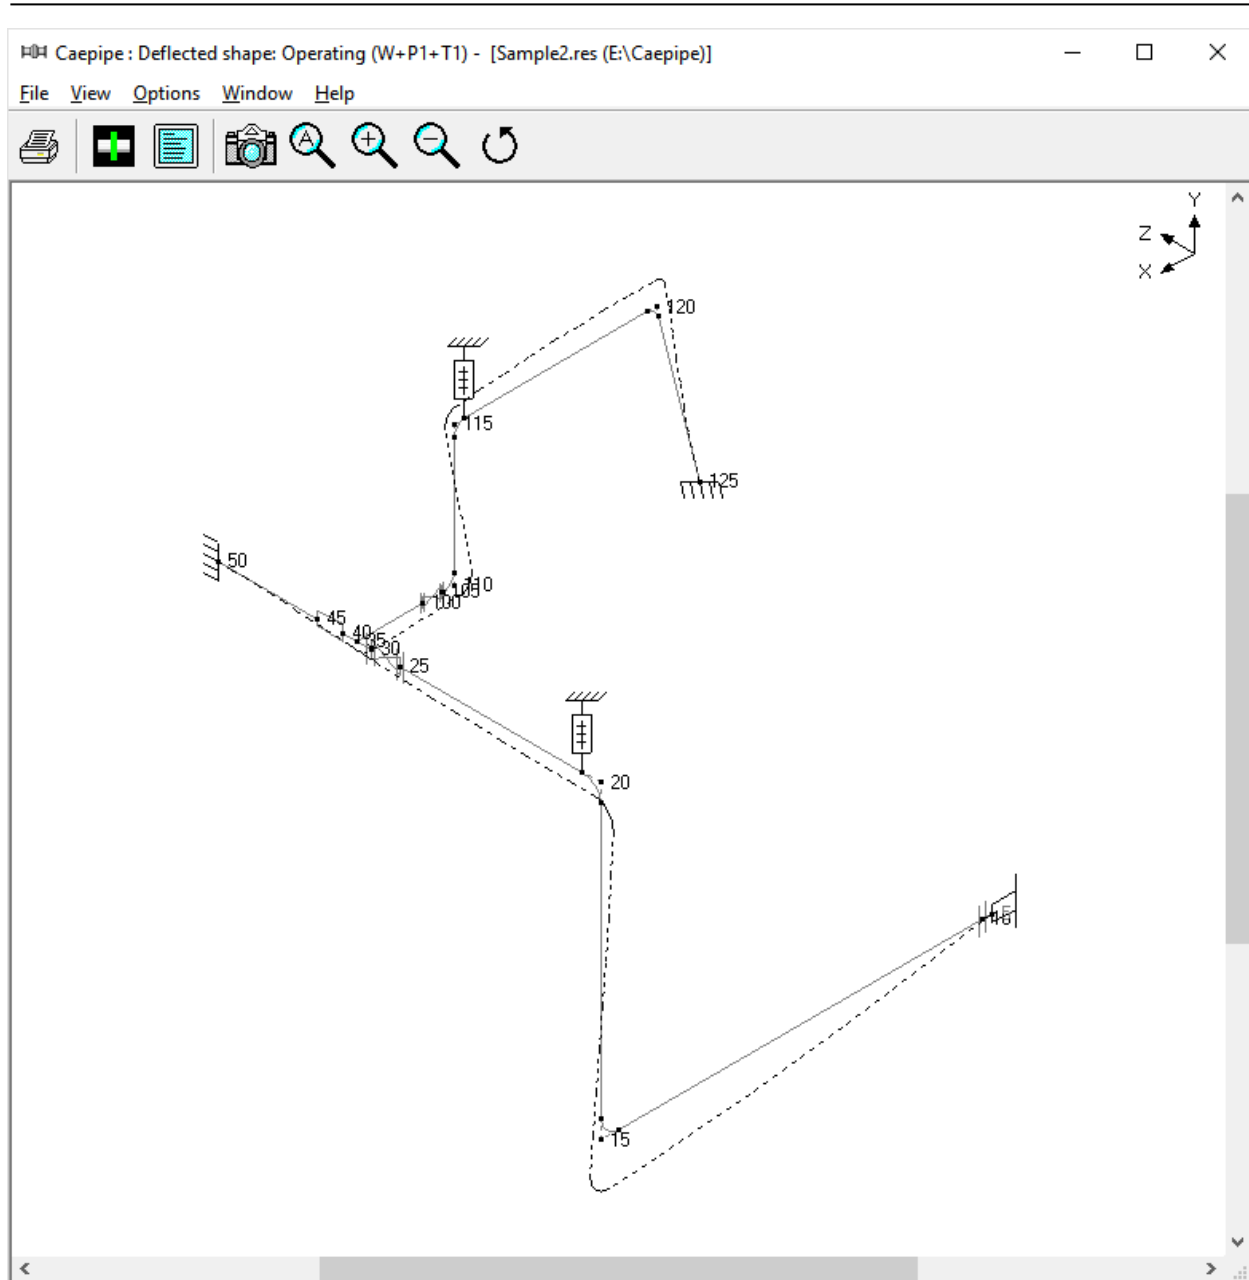 Caepipe : Deflected shape: Operating (W+P1+T1) - [Sample2.res (E:\Caepipe)]
File View Options Window Help
A
Y
Z
X
120
115
125
110
105
100
50
45
40
35
30
25
20
15